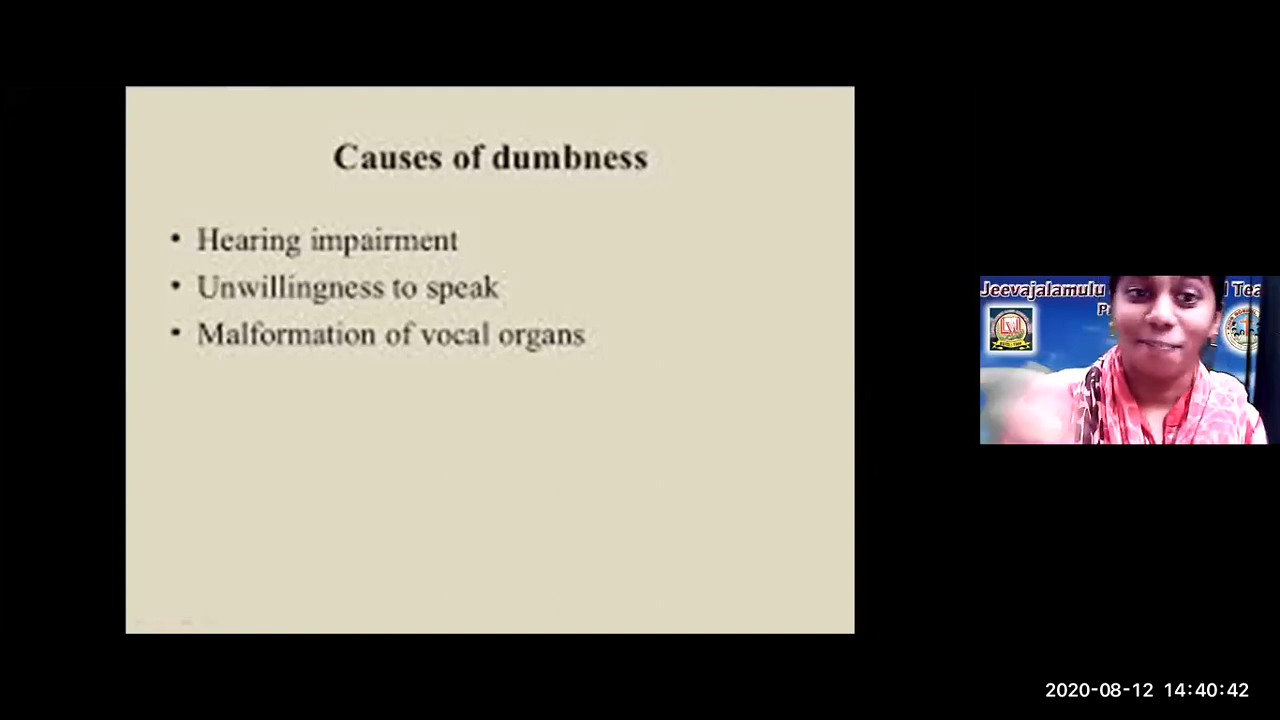 Causes of dumbness
• Hearing impairment
• Unwillingness to speak
• Malformation of vocal organs
Jeevajalamulu
2020-08-12 14:40:42